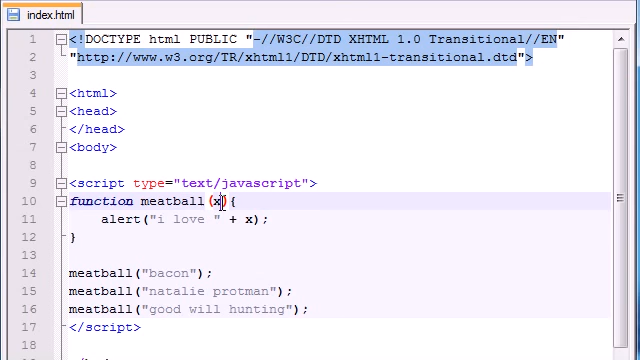 index.html
1 <!DOCTYPE html PUBLIC "-//W3C//DTD XHTML 1.0 Transitional//EN"
2 "http://www.w3.org/TR/xhtml1/DTD/xhtml1-transitional.dtd">
3
4 <html>
5 <head>
6 </head>
7 <body>
8
9 <script type="text/javascript">
10 function meatball (x){
11 alert("i love " + x);
12 }
13
14 meatball("bacon");
15 meatball("natalie protman");
16 meatball("good will hunting");
17 </script>
18